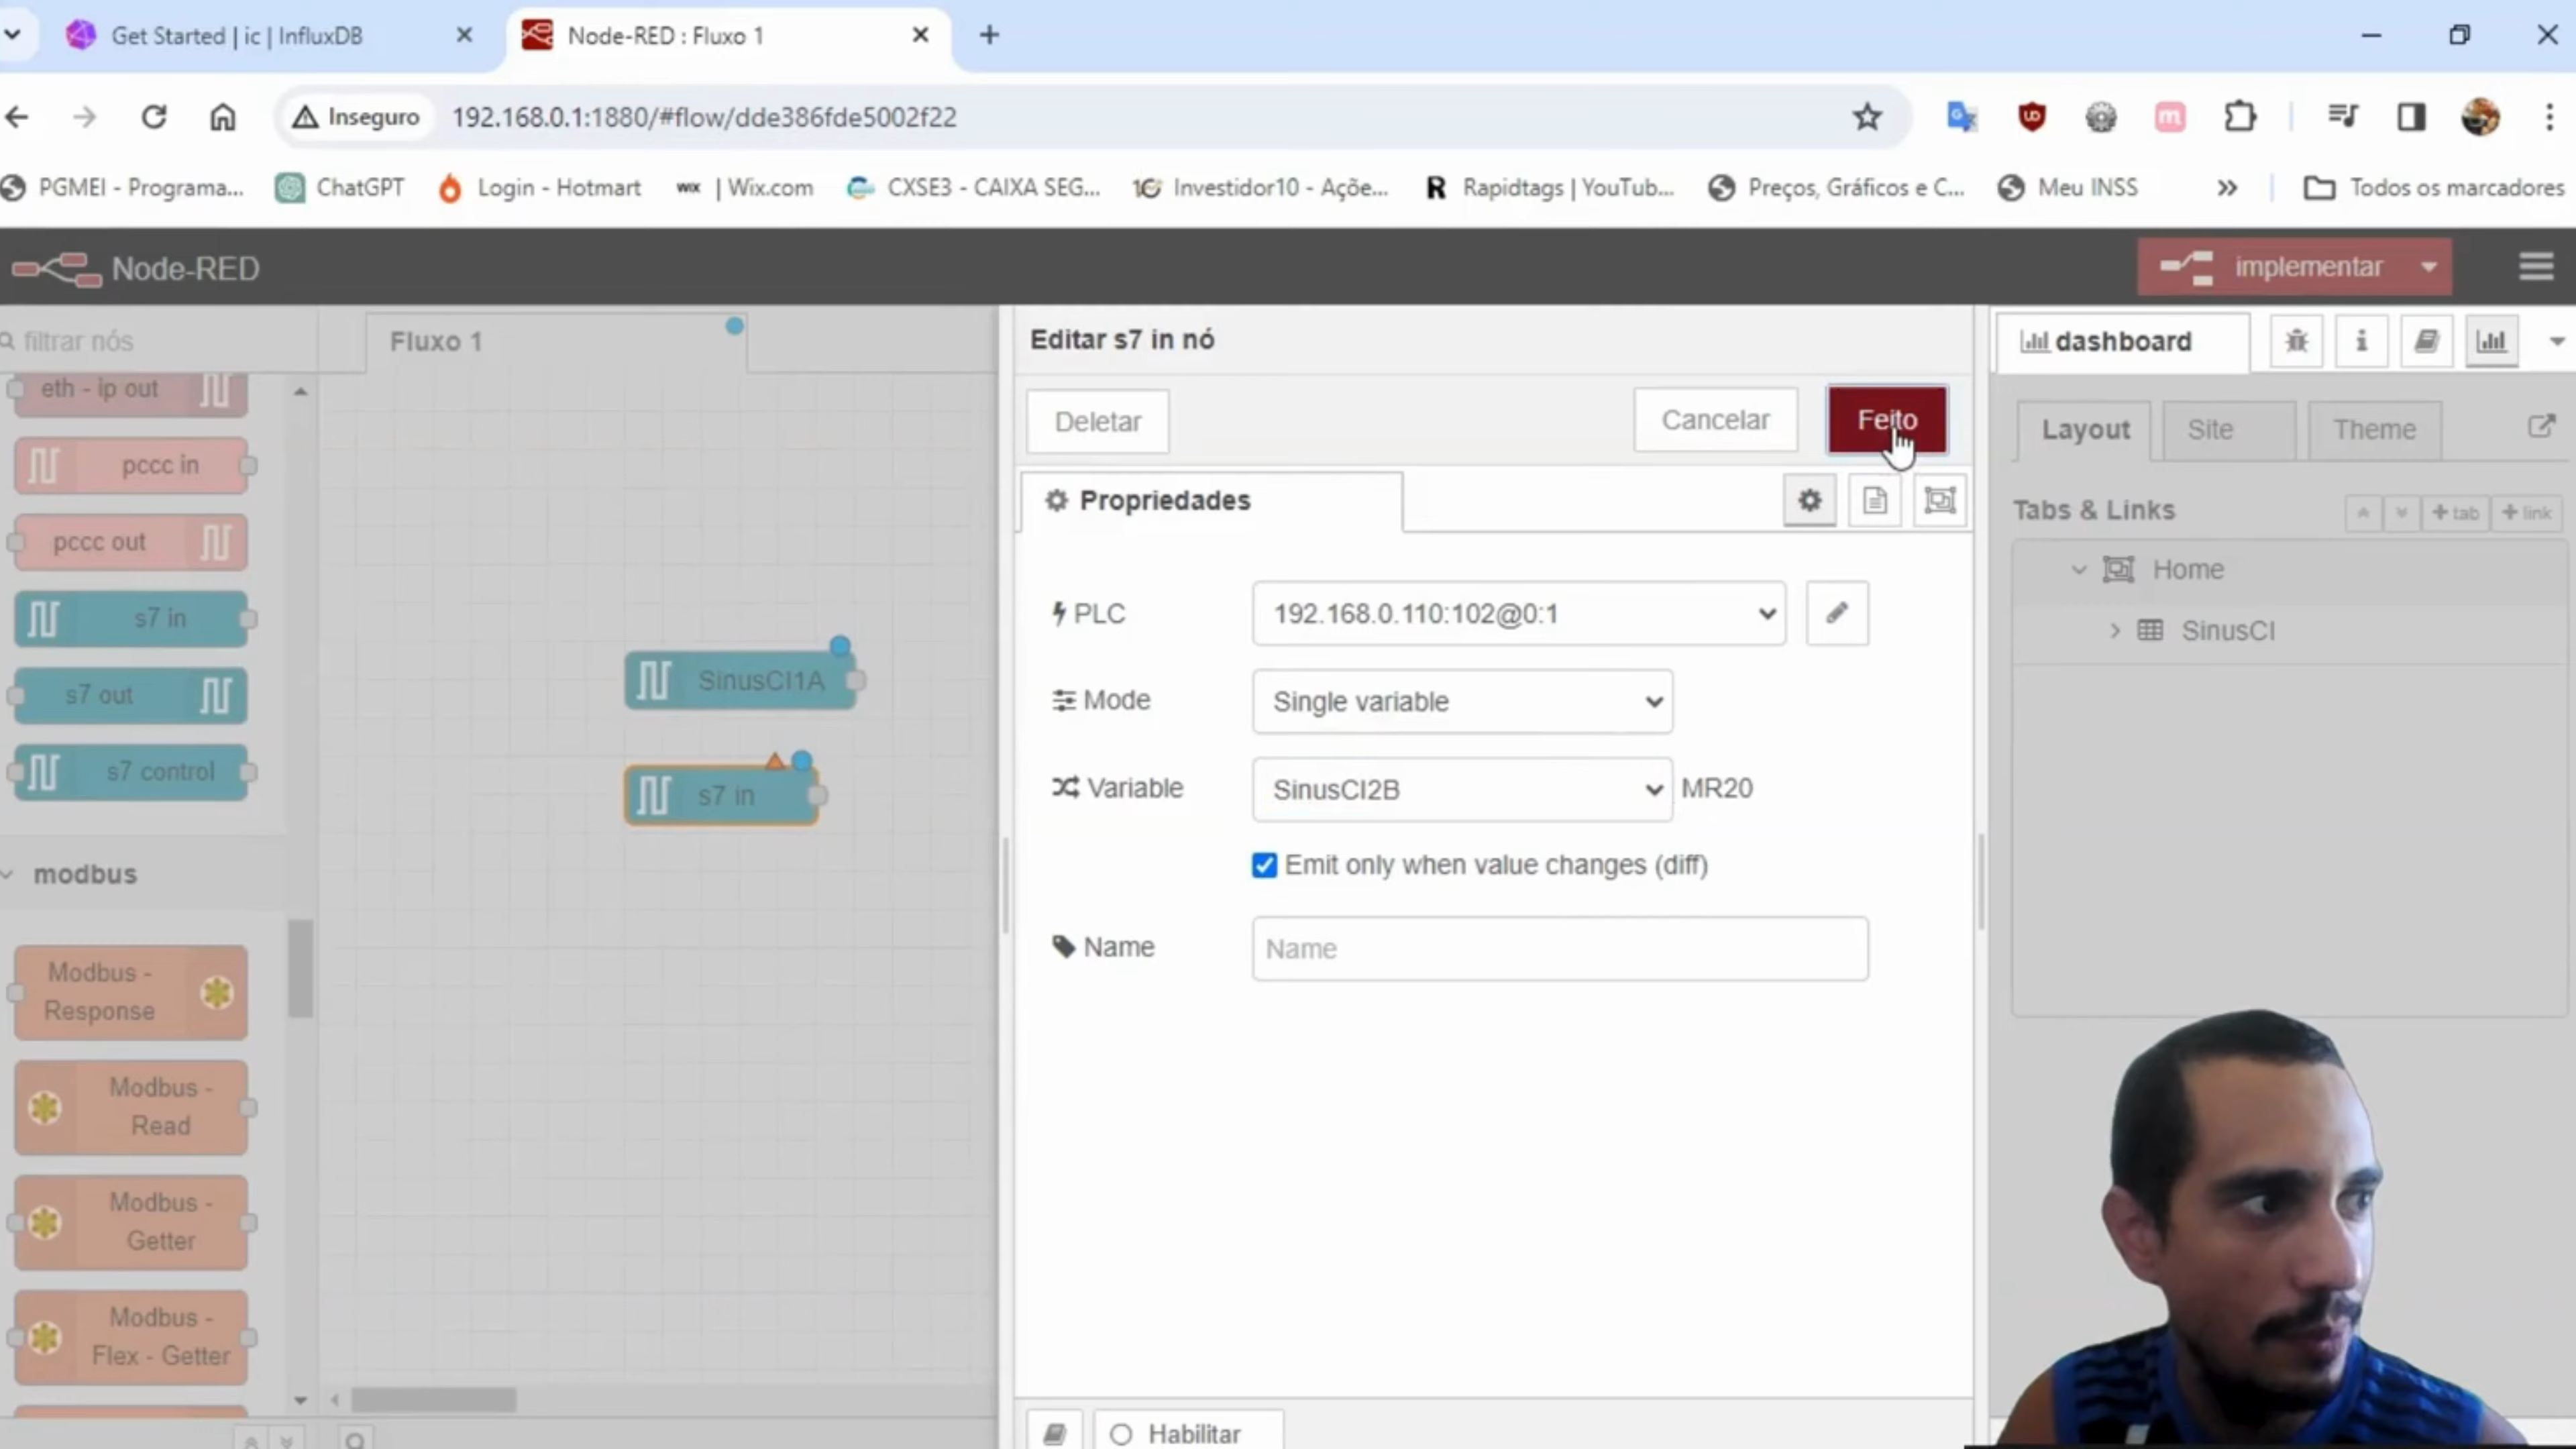 Get Started | ic | InfluxDB
Node-RED : Fluxo 1
Inseguro
192.168.0.1:1880/#flow/dde386fde5002f22
PGMEI - Programa...
ChatGPT
Login - Hotmart
WIX | Wix.com
CXSE3 - CAIXA SEG...
Investidor10 - Açõe...
R Rapidtags | YouTub...
Preços, Gráficos e C...
Meu INSS
»
Todos os marcadores
Node-RED
implementar
filtrar nós
Fluxo 1
Editar s7 in nó
dashboard
eth - ip out
Deletar
Cancelar
Feito
Layout
Site
Theme
pccc in
Propriedades
Tabs & Links
+ tab
+ link
pccc out
Home
s7 in
PLC
192.168.0.110:102@0:1
SinusCI
SinusCI1A
s7 out
Mode
Single variable
s7 control
s7 in
Variable
SinusCI2B
MR20
Emit only when value changes (diff)
modbus
Name
Name
Modbus -
Response
Modbus -
Read
Modbus -
Getter
Modbus -
Flex - Getter
Habilitar